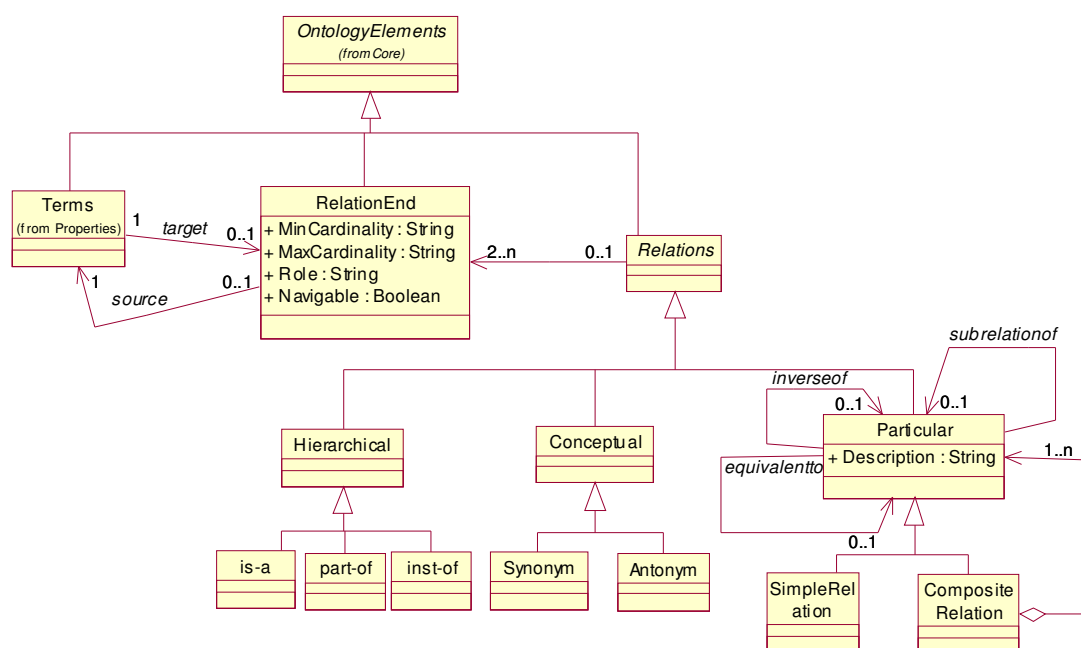 OntologyElements
(from Core)
Terms
(from Properties)
1
target
0..1
source
1
0..1
RelationEnd
+ MinCardinality : String
+ MaxCardinality : String
+ Role : String
+ Navigable : Boolean
2..n
0..1
Relations
subrelationof
inverseof
0..1
0..1
Particular
+ Description : String
equivalentto
0..1
1..n
Hierarchical
Conceptual
is-a
part-of
inst-of
Synonym
Antonym
SimpleRel
ation
Composite
Relation